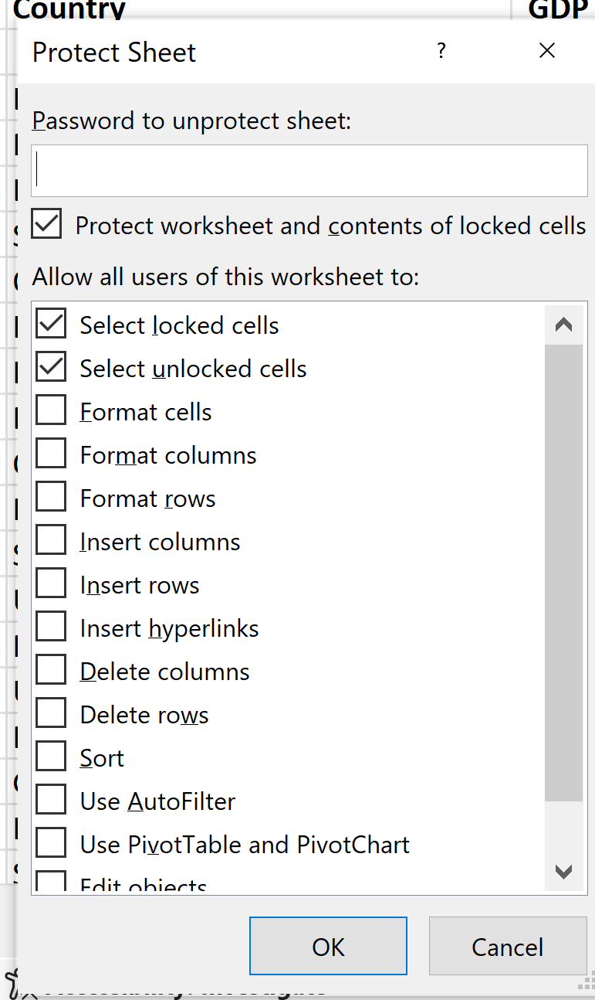 Country GDP
Protect Sheet ?
Password to unprotect sheet:
Protect worksheet and contents of locked cells
Allow all users of this worksheet to:
Select locked cells
Select unlocked cells
Format cells
Format columns
Format rows
Insert columns
Insert rows
Insert hyperlinks
Delete columns
Delete rows
Sort
Use AutoFilter
Use PivotTable and PivotChart
Edit objects
OK Cancel
Accessibility: Investigate